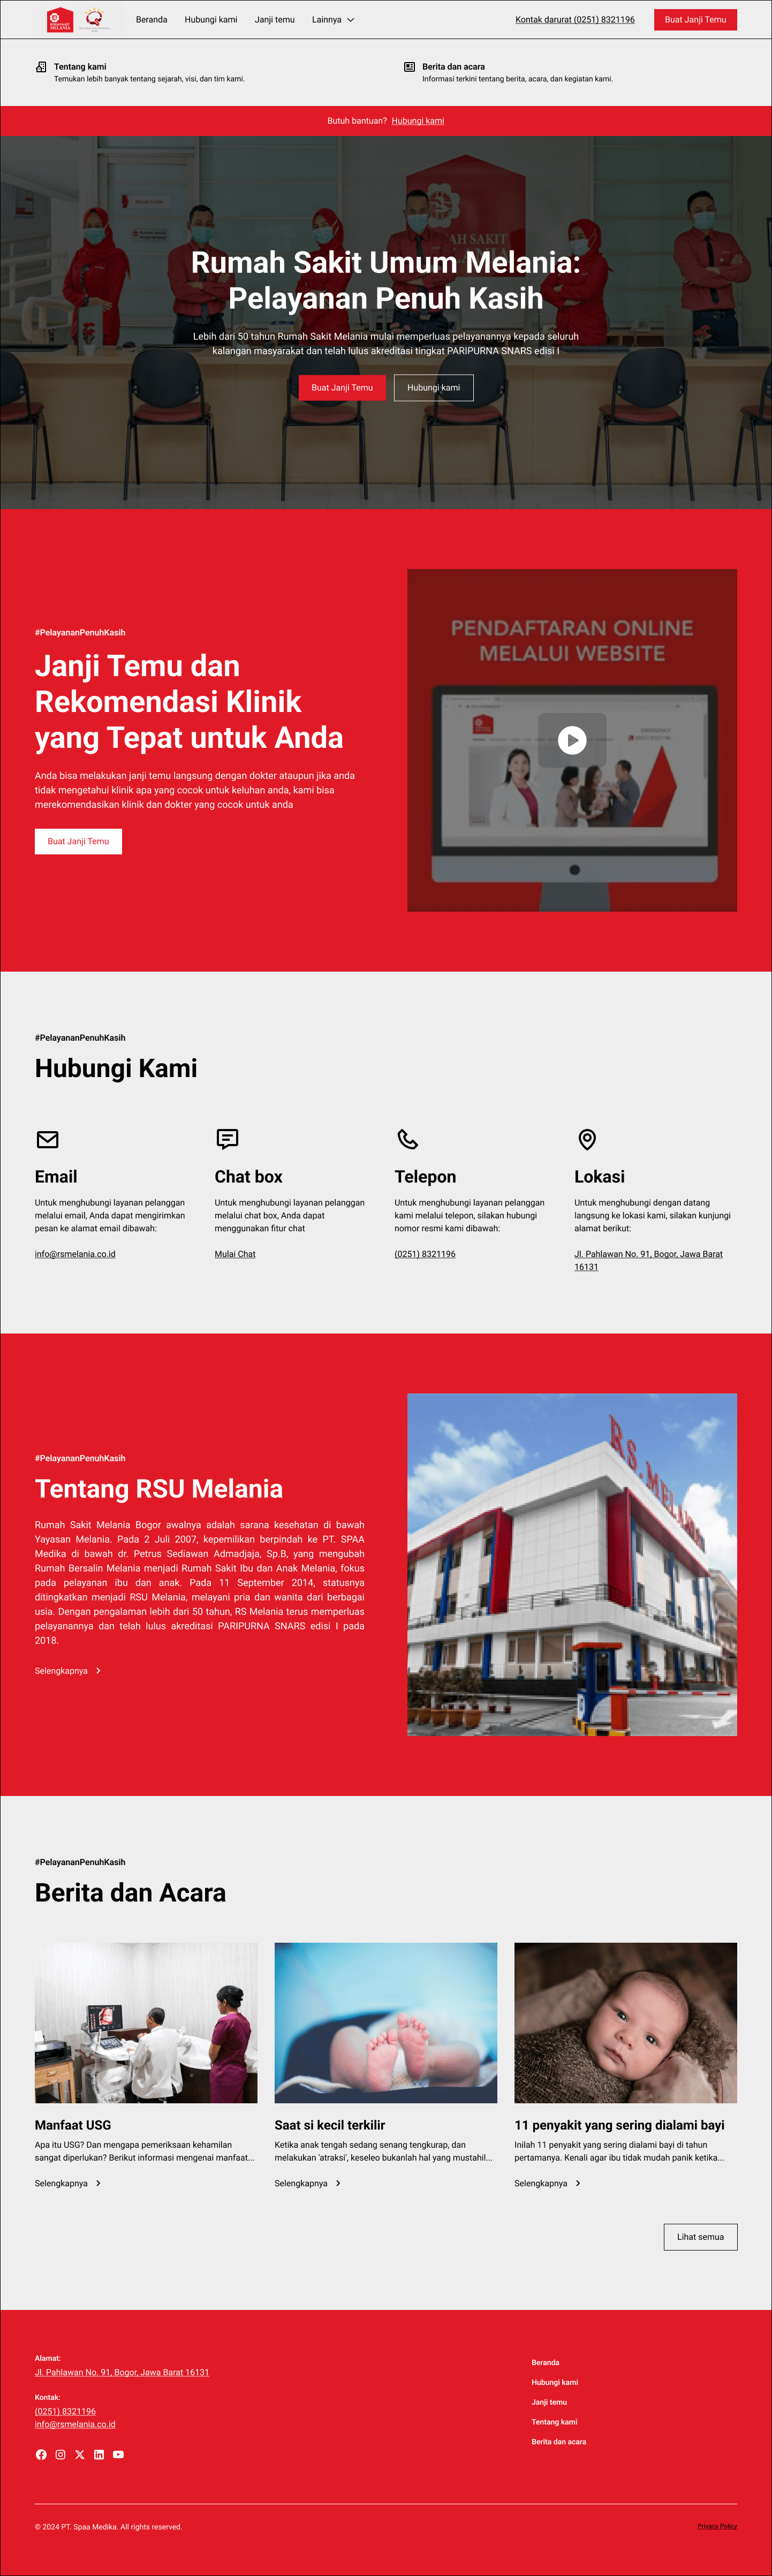 RUMAH SAKIT
MELANIA
Beranda
Hubungi kami
Janji temu
Lainnya
Kontak darurat (0251) 8321196
Buat Janji Temu
Tentang kami
Temukan lebih banyak tentang sejarah, visi, dan tim kami.
Berita dan acara
Informasi terkini tentang berita, acara, dan kegiatan kami.
Butuh bantuan? Hubungi kami
AH SAKIT
Rumah Sakit Umum Melania:
Pelayanan Penuh Kasih
Lebih dari 50 tahun Rumah Sakit Melania mulai memperluas pelayanannya kepada seluruh
kalangan masyarakat dan telah lulus akreditasi tingkat PARIPURNA SNARS edisi I
Buat Janji Temu
Hubungi kami
#PelayananPenuhKasih
Janji Temu dan
Rekomendasi Klinik
yang Tepat untuk Anda
Anda bisa melakukan janji temu langsung dengan dokter ataupun jika anda
tidak mengetahui klinik apa yang cocok untuk keluhan anda, kami bisa
merekomendasikan klinik dan dokter yang cocok untuk anda
Buat Janji Temu
PENDAFTARAN ONLINE
MELALUI WEBSITE
#PelayananPenuhKasih
Hubungi Kami
Email
Untuk menghubungi layanan pelanggan
melalui email, Anda dapat mengirimkan
pesan ke alamat email dibawah:
info@rsmelania.co.id
Chat box
Untuk menghubungi layanan pelanggan
melalui chat box, Anda dapat
menggunakan fitur chat
Mulai Chat
Telepon
Untuk menghubungi layanan pelanggan
kami melalui telepon, silakan hubungi
nomor resmi kami dibawah:
(0251) 8321196
Lokasi
Untuk menghubungi dengan datang
langsung ke lokasi kami, silakan kunjungi
alamat berikut:
Jl. Pahlawan No. 91, Bogor, Jawa Barat
16131
#PelayananPenuhKasih
Tentang RSU Melania
Rumah Sakit Melania Bogor awalnya adalah sarana kesehatan di bawah
Yayasan Melania. Pada 2 Juli 2007, kepemilikan berpindah ke PT. SPAA
Medika di bawah dr. Petrus Sediawan Admadjaja, Sp.B, yang mengubah
Rumah Bersalin Melania menjadi Rumah Sakit Ibu dan Anak Melania, fokus
pada pelayanan ibu dan anak. Pada 11 September 2014, statusnya
ditingkatkan menjadi RSU Melania, melayani pria dan wanita dari berbagai
usia. Dengan pengalaman lebih dari 50 tahun, RS Melania terus memperluas
pelayanannya dan telah lulus akreditasi PARIPURNA SNARS edisi I pada
2018.
Selengkapnya
RS.MELANIA
#PelayananPenuhKasih
Berita dan Acara
Manfaat USG
Apa itu USG? Dan mengapa pemeriksaan kehamilan
sangat diperlukan? Berikut informasi mengenai manfaat...
Selengkapnya
Saat si kecil terkilir
Ketika anak tengah sedang senang tengkurap, dan
melakukan 'atraksi', keseleo bukanlah hal yang mustahil...
Selengkapnya
11 penyakit yang sering dialami bayi
Inilah 11 penyakit yang sering dialami bayi di tahun
pertamanya. Kenali agar ibu tidak mudah panik ketika...
Selengkapnya
Lihat semua
Alamat:
Jl. Pahlawan No. 91, Bogor, Jawa Barat 16131
Kontak:
(0251) 8321196
info@rsmelania.co.id
Beranda
Hubungi kami
Janji temu
Tentang kami
Berita dan acara
© 2024 PT. Spaa Medika. All rights reserved.
Privacy Policy